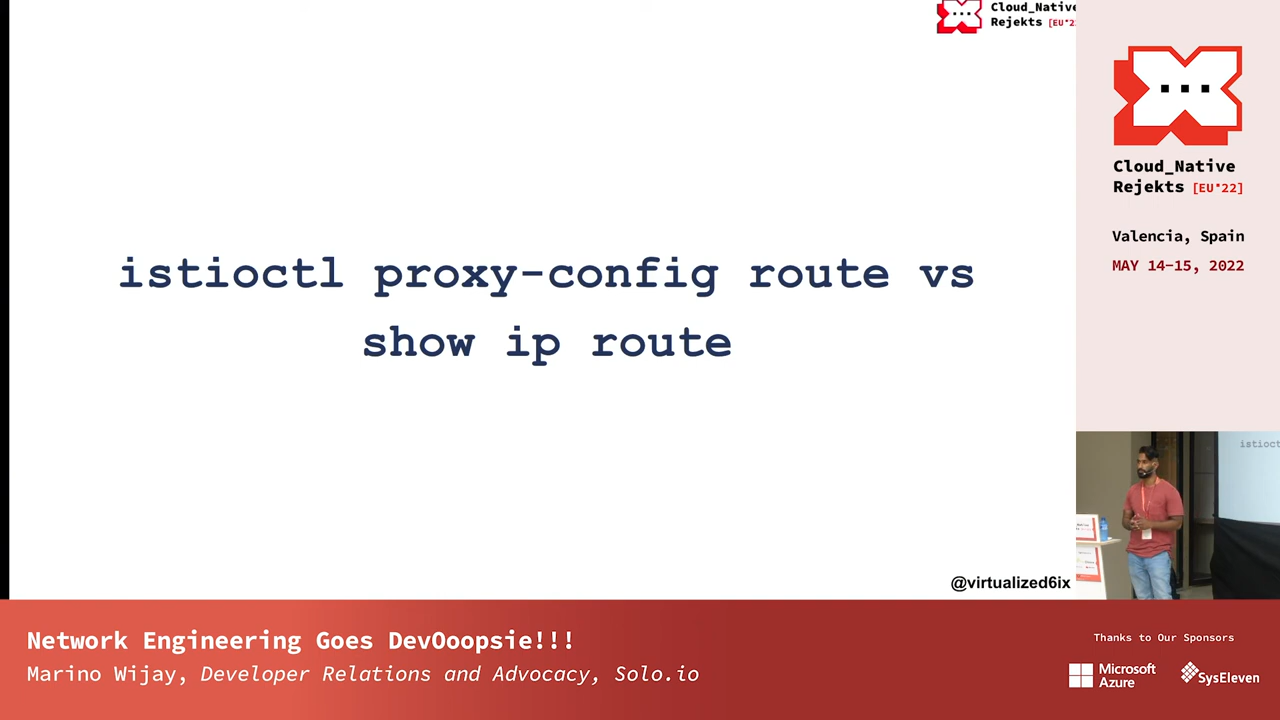 Cloud_Native
Rejekts [EU'2
istioctl proxy-config route vs
show ip route
@virtualized6ix
Cloud_Native
Rejekts [EU'22]
Valencia, Spain
MAY 14-15, 2022
istioct
Network Engineering Goes DevOoopsie!!!
Marino Wijay, Developer Relations and Advocacy, Solo.io
Thanks to Our Sponsors
Microsoft
Azure
SysEleven